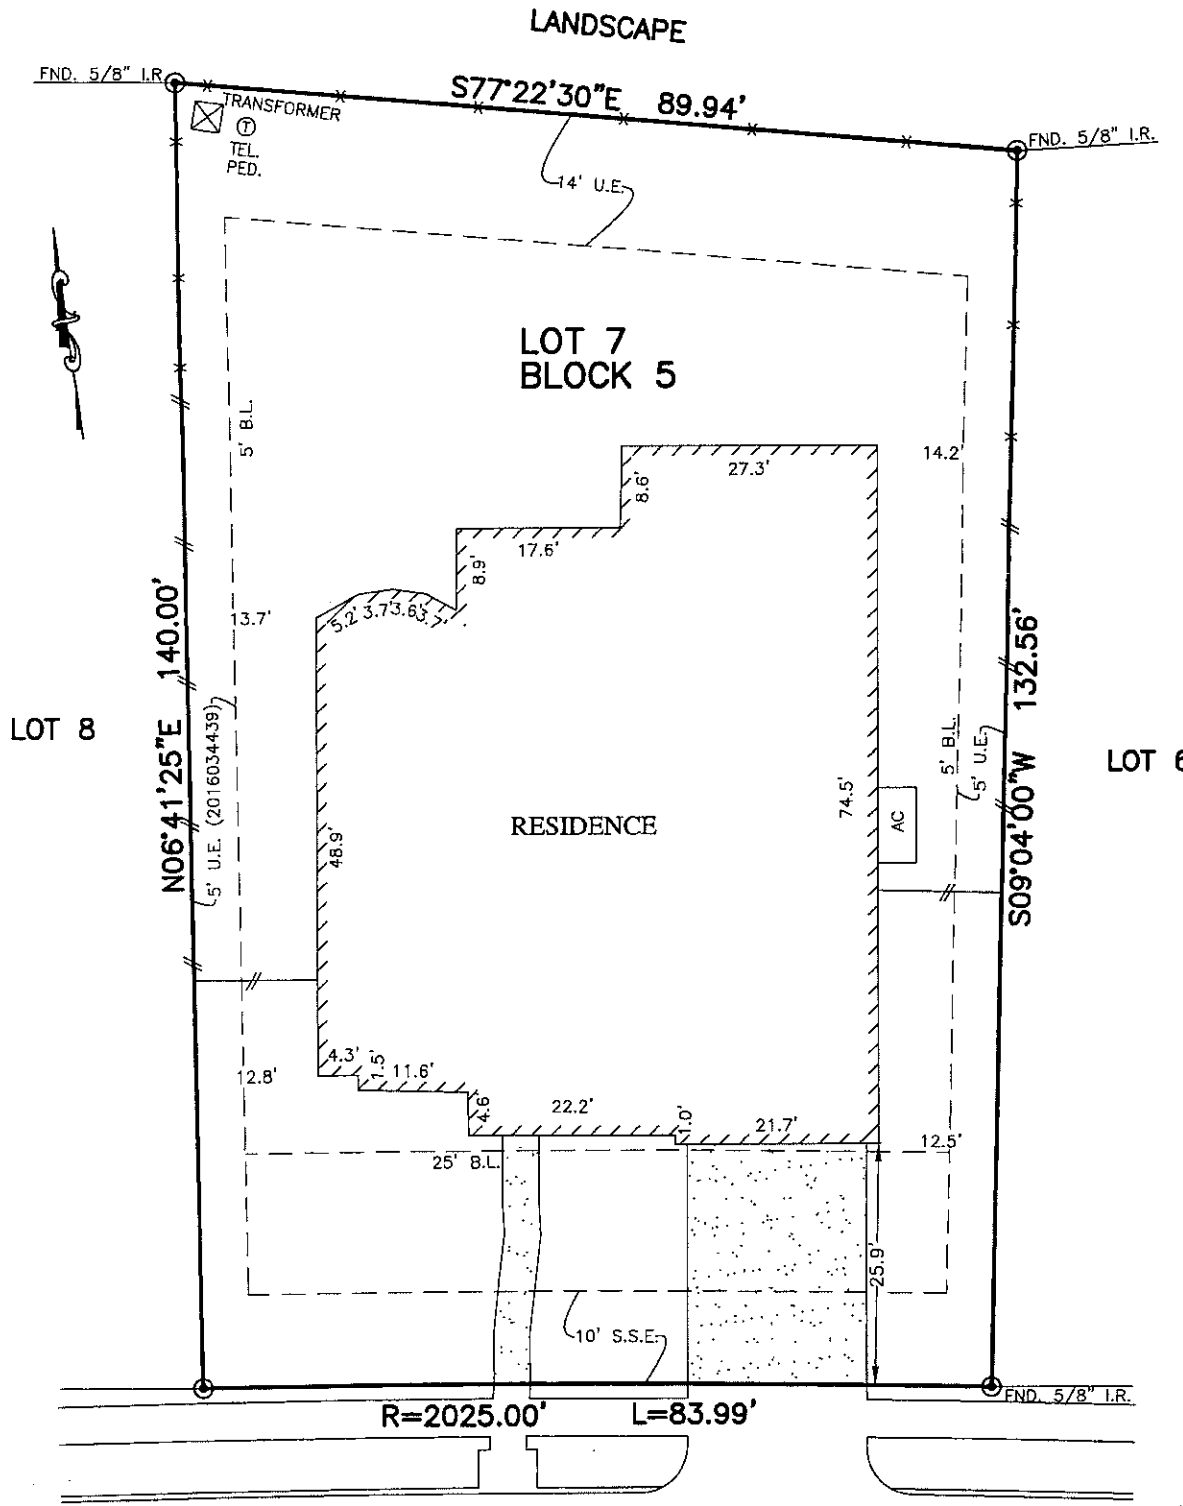 LANDSCAPE
FND. 5/8" I.R.
S77°22'30"E 89.94'
TRANSFORMER
T
TEL.
PED.
FND. 5/8" I.R.
14' U.E.
LOT 7
BLOCK 5
5' B.L.
27.3'
14.2'
8.6'
17.6'
8.9'
13.7'
5.2' 3.7' 3.6' 3.7'
N06°41'25"E 140.00'
5' U.E. (2016034439)
LOT 8
48.9'
RESIDENCE
74.5'
AC
5' B.L.
5' U.E.
S09°04'00"W 132.56'
LOT 6
4.3'
1.5'
11.6'
12.8'
4.6'
22.2'
1.0'
21.7'
12.5'
25' B.L.
25.9'
10' S.S.E.
FND. 5/8" I.R.
R=2025.00' L=83.99'